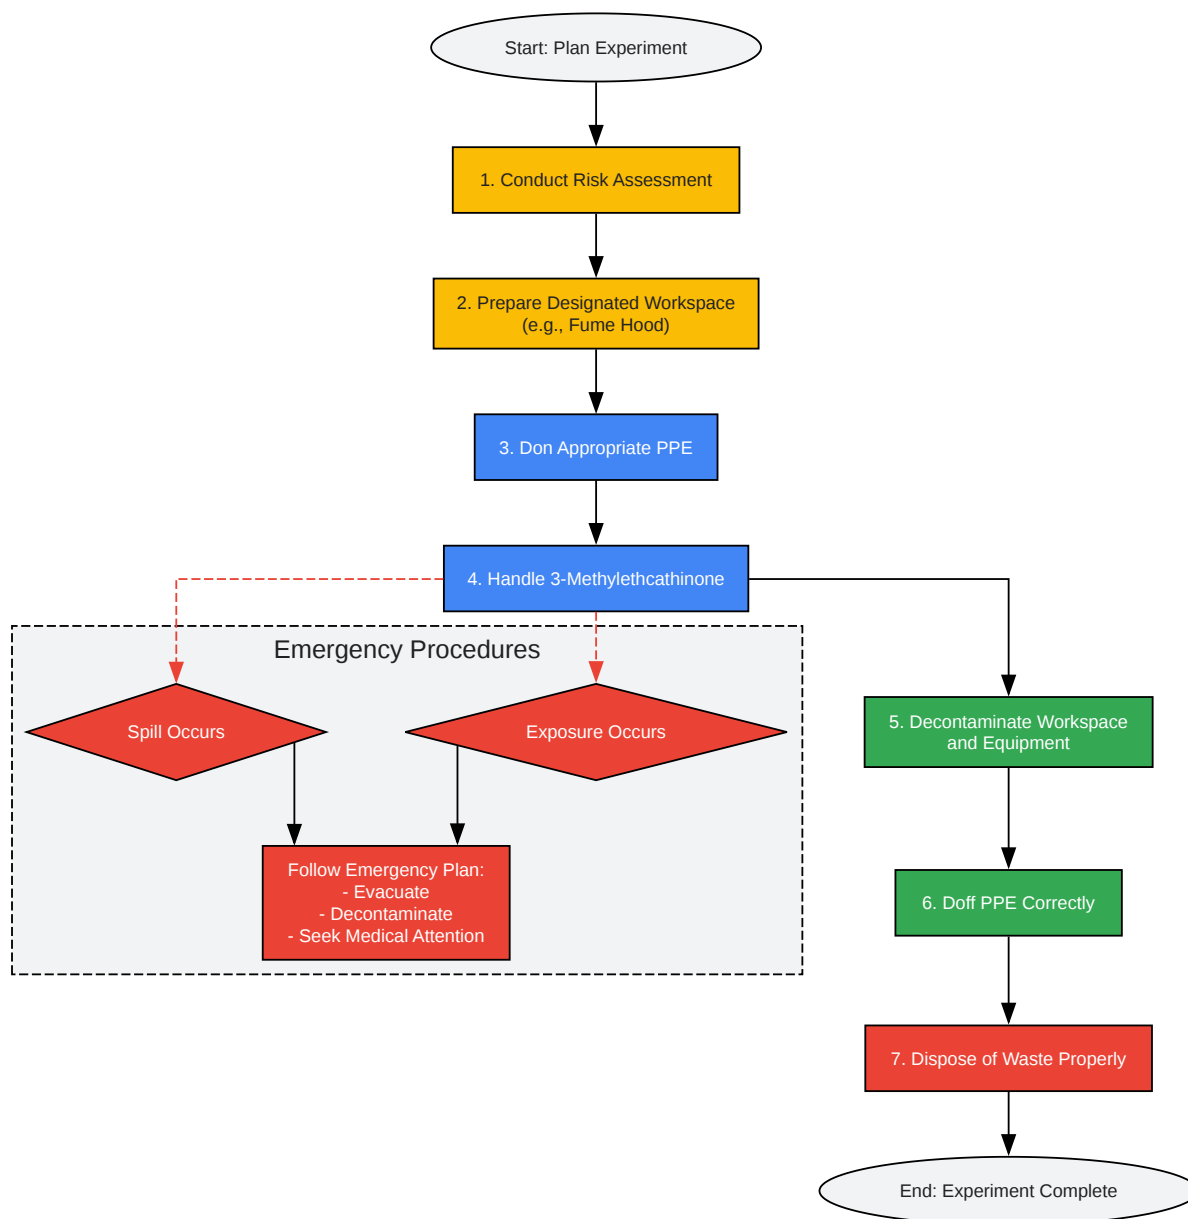 Start: Plan Experiment
1. Conduct Risk Assessment
2. Prepare Designated Workspace
(e.g., Fume Hood)
3. Don Appropriate PPE
4. Handle 3-Methylethcathinone
Emergency Procedures
Spill Occurs
Exposure Occurs
Follow Emergency Plan:
- Evacuate
- Decontaminate
- Seek Medical Attention
5. Decontaminate Workspace
and Equipment
6. Doff PPE Correctly
7. Dispose of Waste Properly
End: Experiment Complete